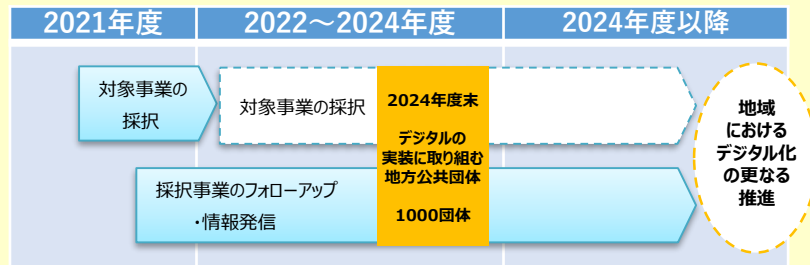 2021年度
2022～2024年度
2024年度以降
対象事業の
採択
対象事業の採択
2024年度末
デジタルの
実装に取り組む
地方公共団体
1000団体
採択事業のフォローアップ
・情報発信
地域
における
デジタル化
の更なる
推進